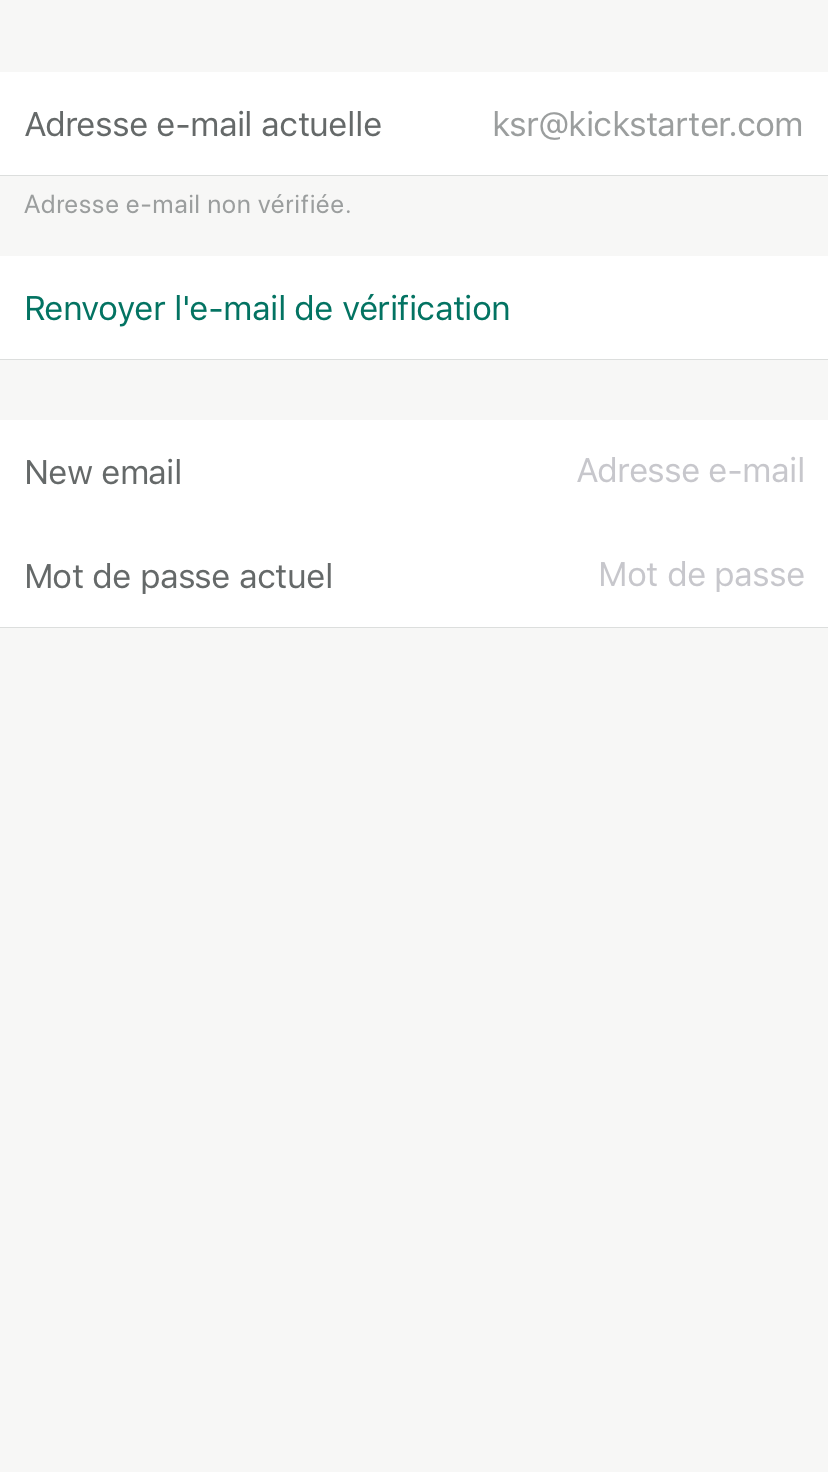 Adresse e-mail actuelle ksr@kickstarter.com
Adresse e-mail non vérifiée.
Renvoyer l'e-mail de vérification
New email Adresse e-mail
Mot de passe actuel Mot de passe